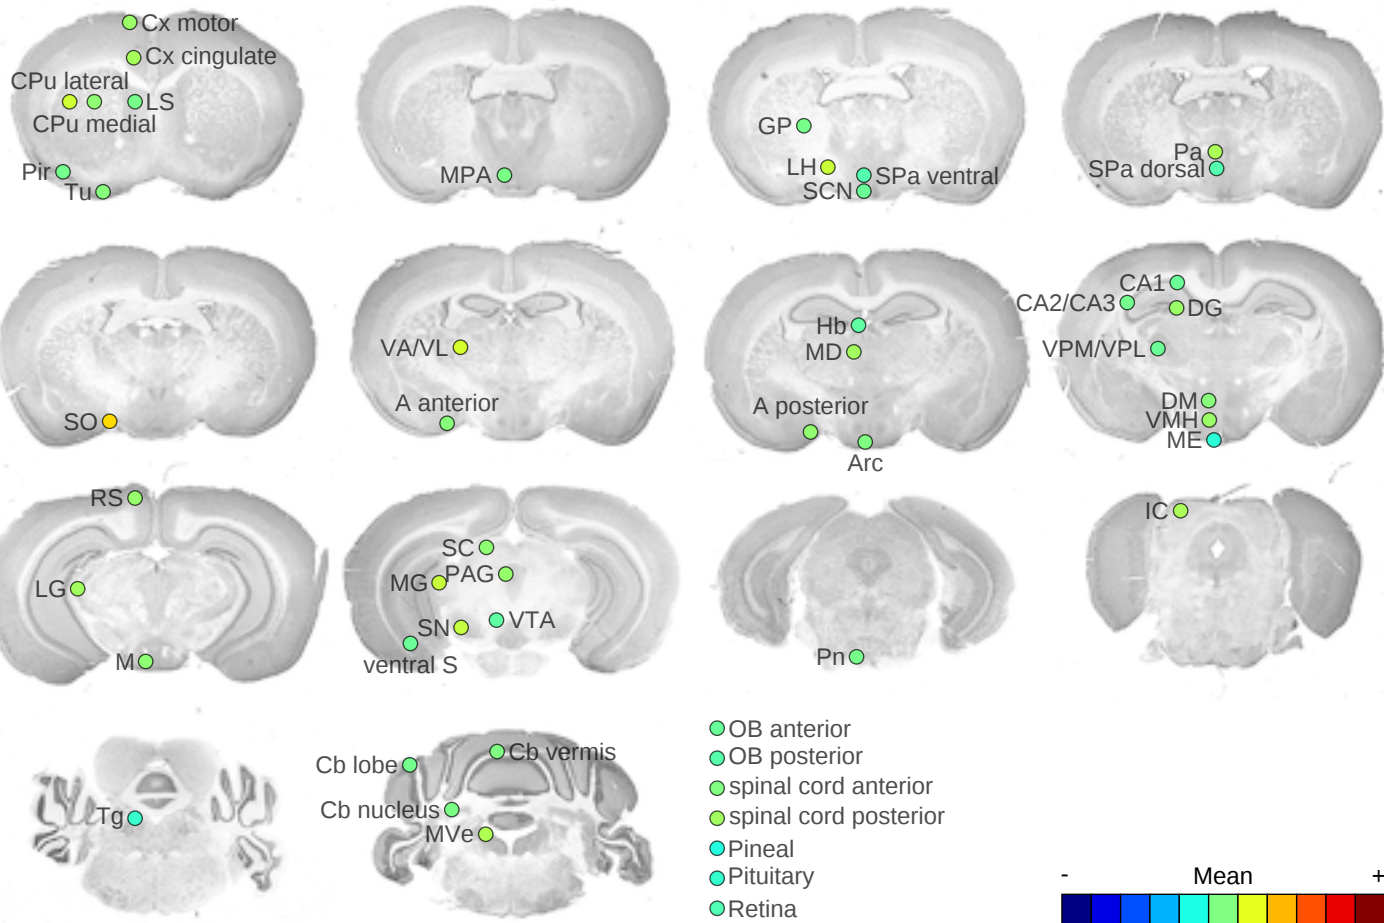 Cx motor
Cx cingulate
CPu lateral
LS
CPu medial
Pir
Tu
MPA
GP
LH
SPa ventral
SCN
Pa
SPa dorsal
SO
VA/VL
A anterior
Hb
MD
A posterior
Arc
CA1
CA2/CA3
DG
VPM/VPL
DM
VMH
ME
RS
LG
M
SC
MG
PAG
SN
VTA
ventral S
Pn
IC
Tg
Cb lobe
Cb vermis
Cb nucleus
MVe
OB anterior
OB posterior
spinal cord anterior
spinal cord posterior
Pineal
Pituitary
Retina
- Mean +